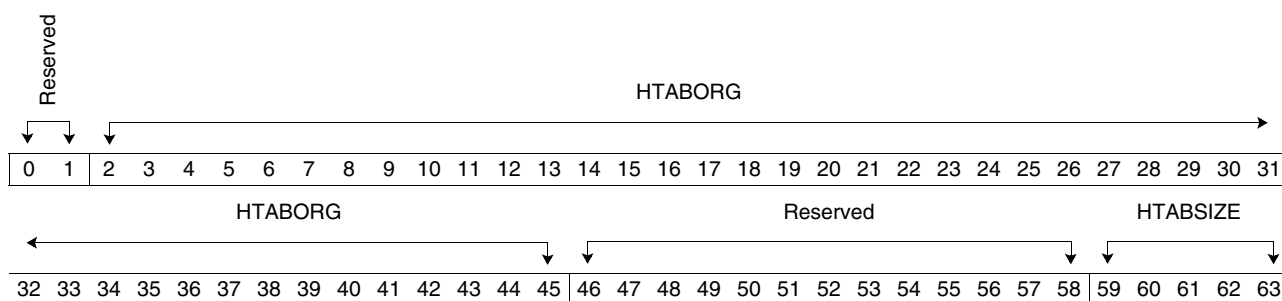 Reserved
HTABORG
0 1 2 3 4 5 6 7 8 9 10 11 12 13 14 15 16 17 18 19 20 21 22 23 24 25 26 27 28 29 30 31
HTABORG Reserved HTABSIZE
32 33 34 35 36 37 38 39 40 41 42 43 44 45 46 47 48 49 50 51 52 53 54 55 56 57 58 59 60 61 62 63